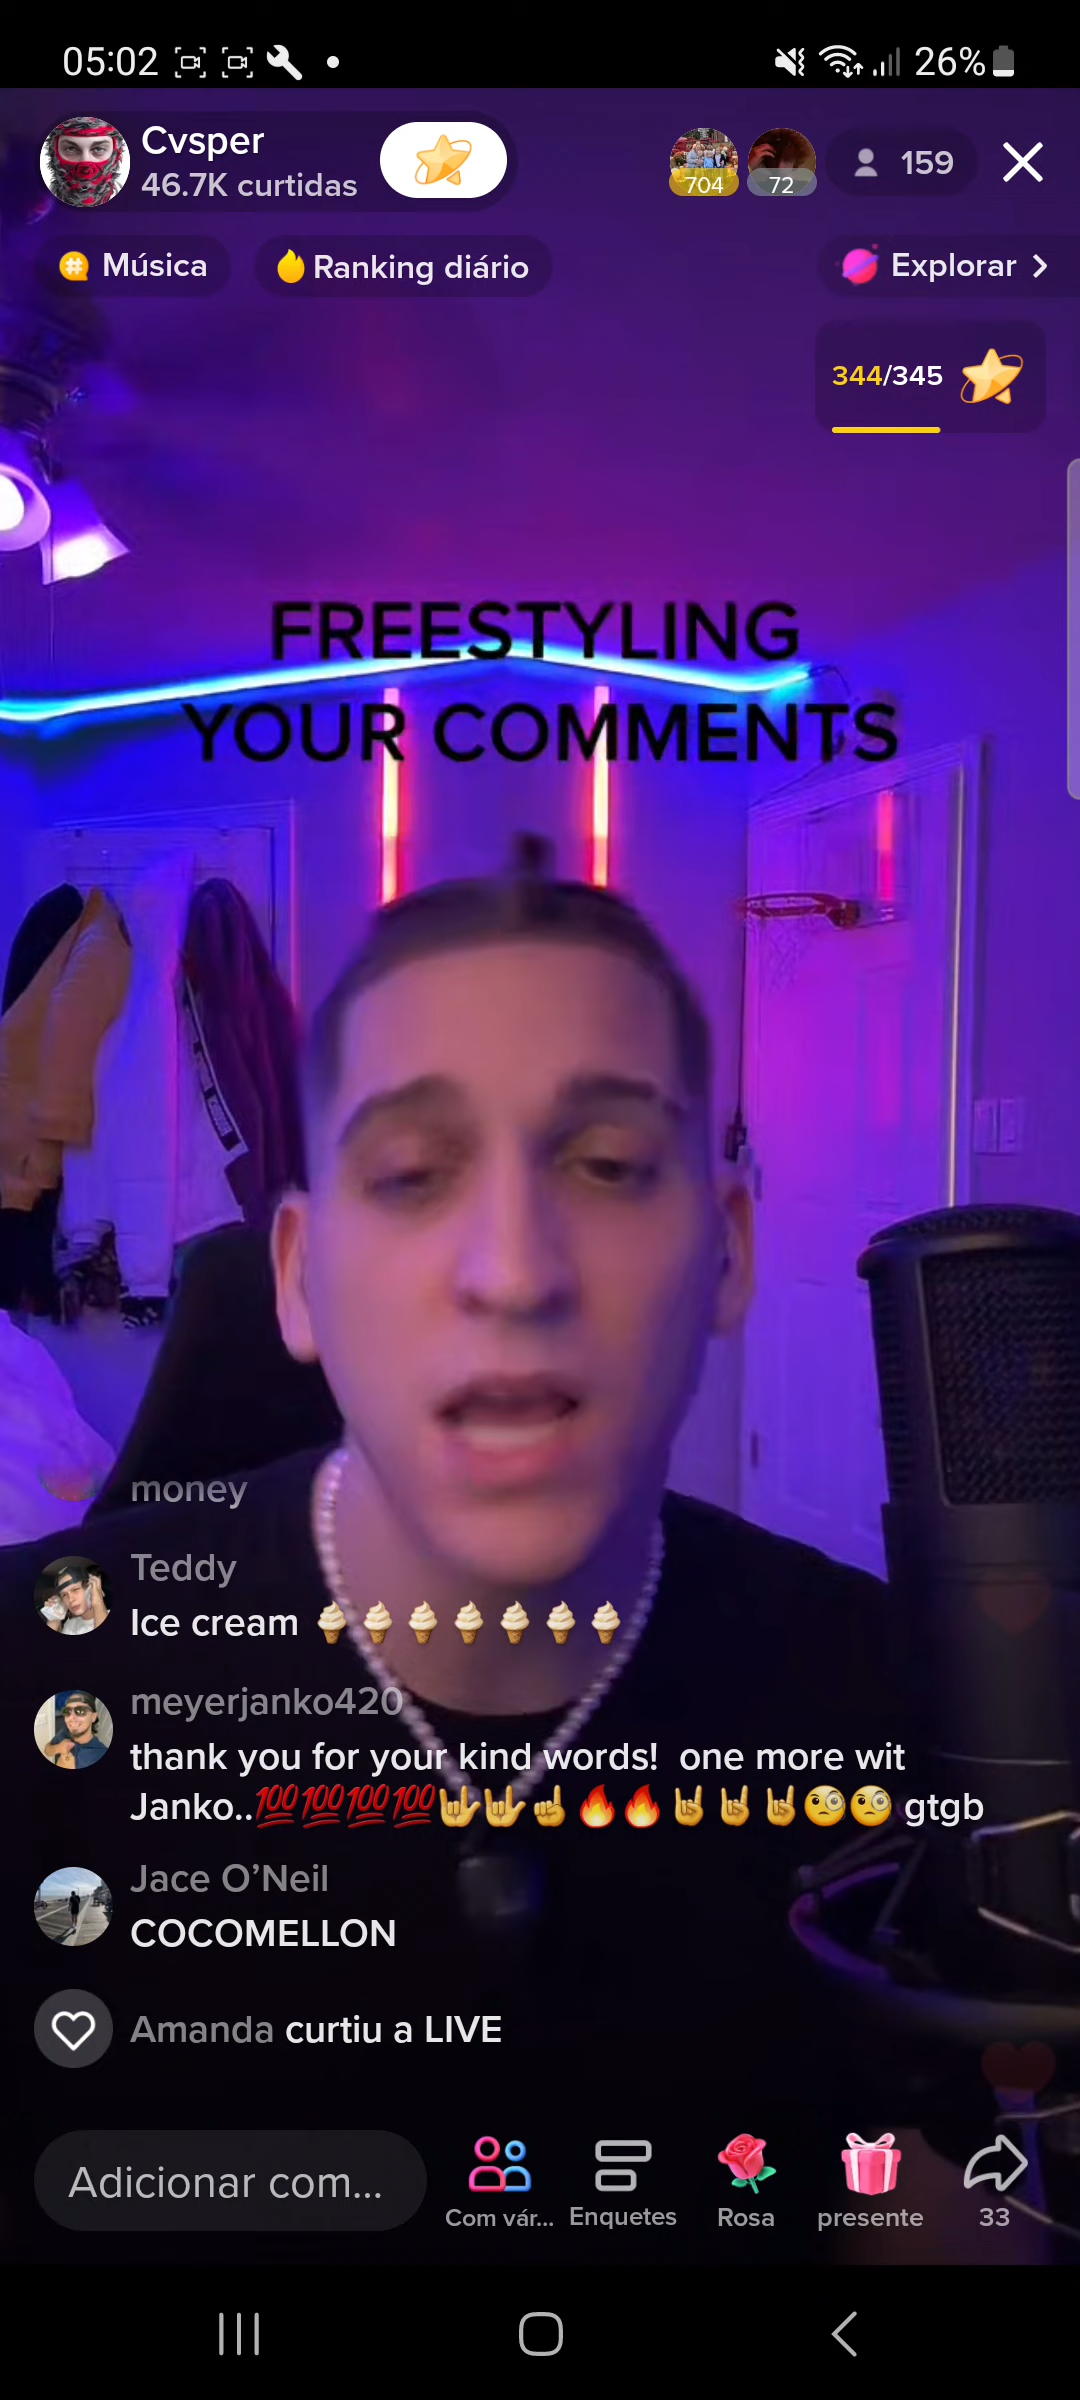 05:02
26%
Cvsper
46.7K curtidas
704
72
159
Música
Ranking diário
Explorar
344/345
FREESTYLING
YOUR COMMENTS
money
Teddy
Ice cream 🍦🍦🍦🍦🍦🍦🍦
meyerjanko420
thank you for your kind words!  one more wit
Janko..💯💯💯💯🤟🤟☝️🔥🔥🤘🤘🤘🧐🧐 gtgb
Jace O’Neil
COCOMELLON
Amanda curtiu a LIVE
Adicionar com...
Com vár...
Enquetes
Rosa
presente
33